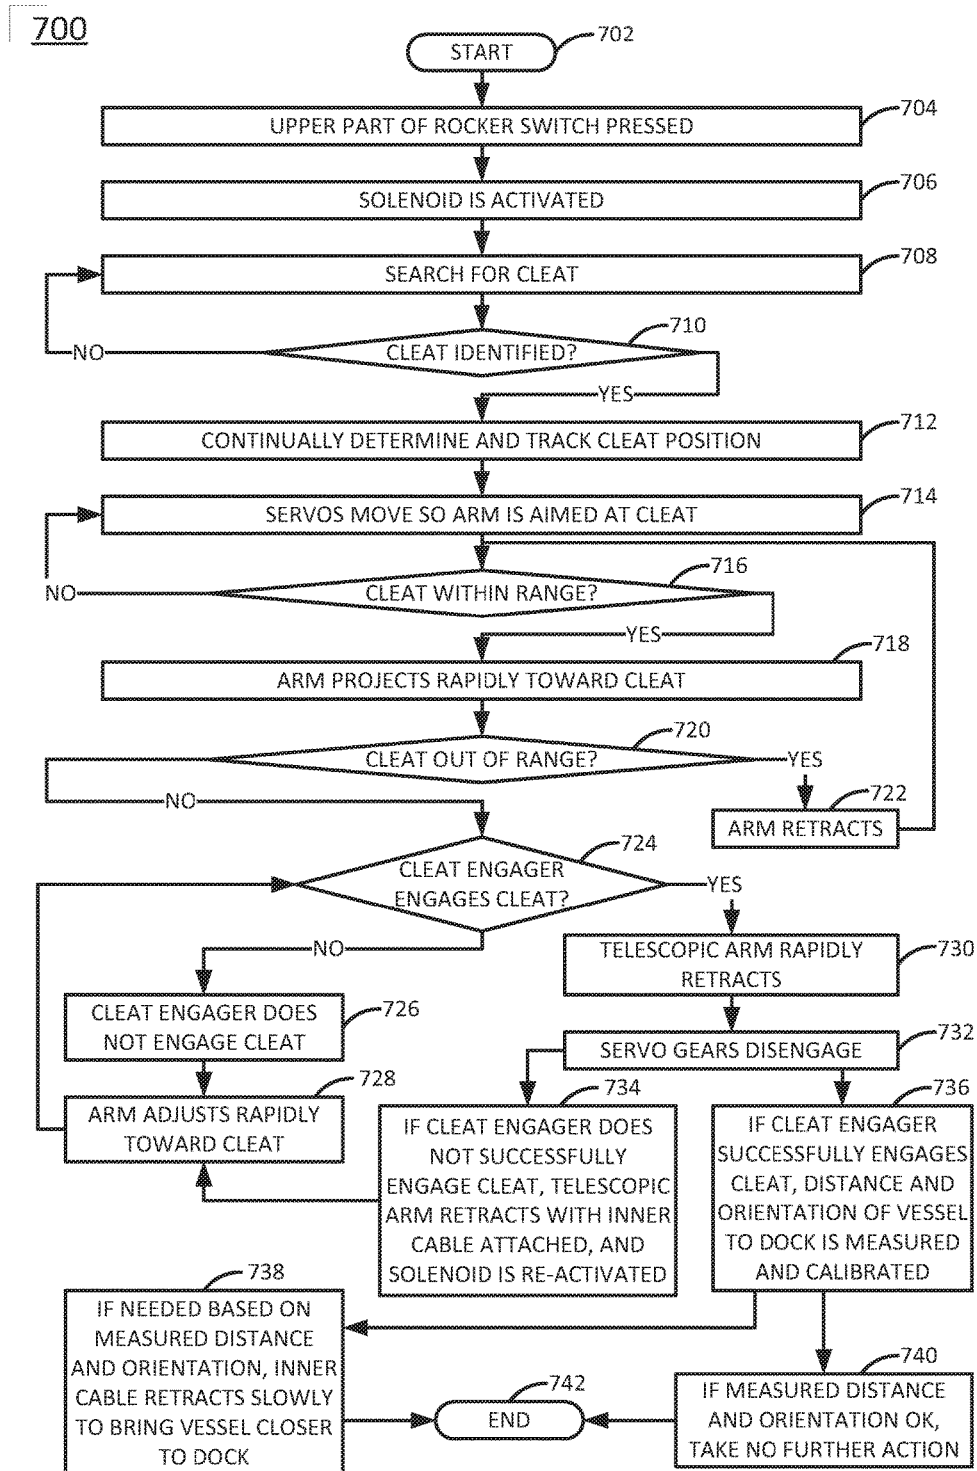 700
START
702
UPPER PART OF ROCKER SWITCH PRESSED
704
SOLENOID IS ACTIVATED
706
SEARCH FOR CLEAT
708
CLEAT IDENTIFIED?
710
NO
YES
CONTINUALLY DETERMINE AND TRACK CLEAT POSITION
712
SERVOS MOVE SO ARM IS AIMED AT CLEAT
714
CLEAT WITHIN RANGE?
716
NO
YES
ARM PROJECTS RAPIDLY TOWARD CLEAT
718
CLEAT OUT OF RANGE?
720
YES
NO
722
ARM RETRACTS
724
CLEAT ENGAGER
ENGAGES CLEAT?
YES
NO
TELESCOPIC ARM RAPIDLY
RETRACTS
730
CLEAT ENGAGER DOES
NOT ENGAGE CLEAT
726
SERVO GEARS DISENGAGE
732
728
ARM ADJUSTS RAPIDLY
TOWARD CLEAT
734
IF CLEAT ENGAGER DOES
NOT SUCCESSFULLY
ENGAGE CLEAT, TELESCOPIC
ARM RETRACTS WITH INNER
CABLE ATTACHED, AND
SOLENOID IS RE-ACTIVATED
736
IF CLEAT ENGAGER
SUCCESSFULLY ENGAGES
CLEAT, DISTANCE AND
ORIENTATION OF VESSEL
TO DOCK IS MEASURED
AND CALIBRATED
738
IF NEEDED BASED ON
MEASURED DISTANCE
AND ORIENTATION, INNER
CABLE RETRACTS SLOWLY
TO BRING VESSEL CLOSER
TO DOCK
742
END
740
IF MEASURED DISTANCE
AND ORIENTATION OK,
TAKE NO FURTHER ACTION